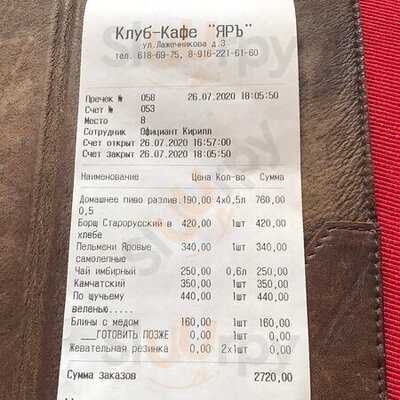 Клуб-Кафе "ЯРЪ"
ул.Лажечникова д.3
тел. 618-69-75, 8-916-221-61-60
Пречек № 058 26.07.2020 18:05:50
Счет № 053
Место 8
Сотрудник Официант Кирилл
Счет открыт 26.07.2020 16:57:00
Счет закрыт 26.07.2020 18:05:50
Наименование Цена Кол-во Сумма
Домашнее пиво разлив. 190,00 4x0,5л 760,00
0,5
Борщ Старорусский в 420,00 1шт 420,00
хлебе
Пельмени Яровые 340,00 1шт 340,00
самолепные
Чай имбирный 250,00 0,6л 250,00
Камчатский 350,00 1шт 350,00
По щучьему 440,00 1шт 440,00
веленью.....
Блины с медом 160,00 1шт 160,00
___ГОТОВИТЬ ПОЗЖЕ 0,00 1шт 0,00
Жевательная резинка 0,00 2x1шт 0,00
Сумма заказов 2720,00